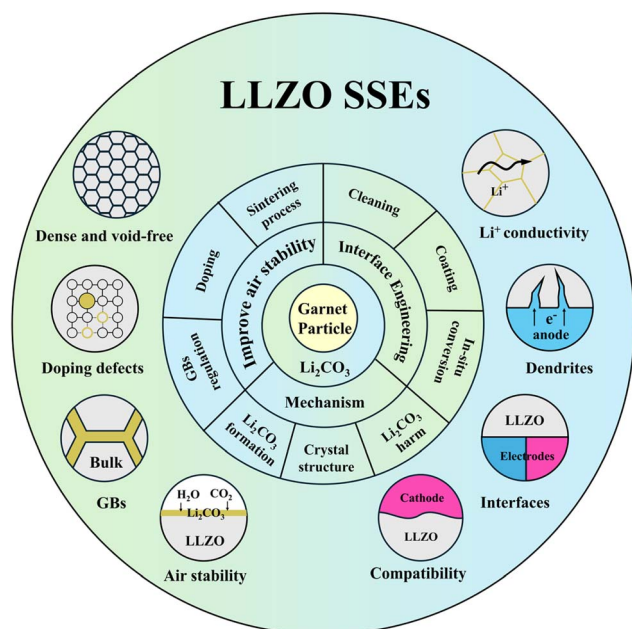 LLZO SSEs
Dense and void-free
Doping defects
Bulk
GBs
H₂O CO₂
Li₂CO₃
LLZO
Air stability
Li⁺
Li⁺ conductivity
e⁻
anode
Dendrites
LLZO
Electrodes
Interfaces
Cathode
LLZO
Compatibility
Sintering
process
Cleaning
Doping
Coating
GBs
regulation
In-situ
conversion
Li₂CO₃
formation
Crystal
structure
Li₂CO₃
harm
Improve air stability
Interface Engineering
Mechanism
Garnet
Particle
Li₂CO₃